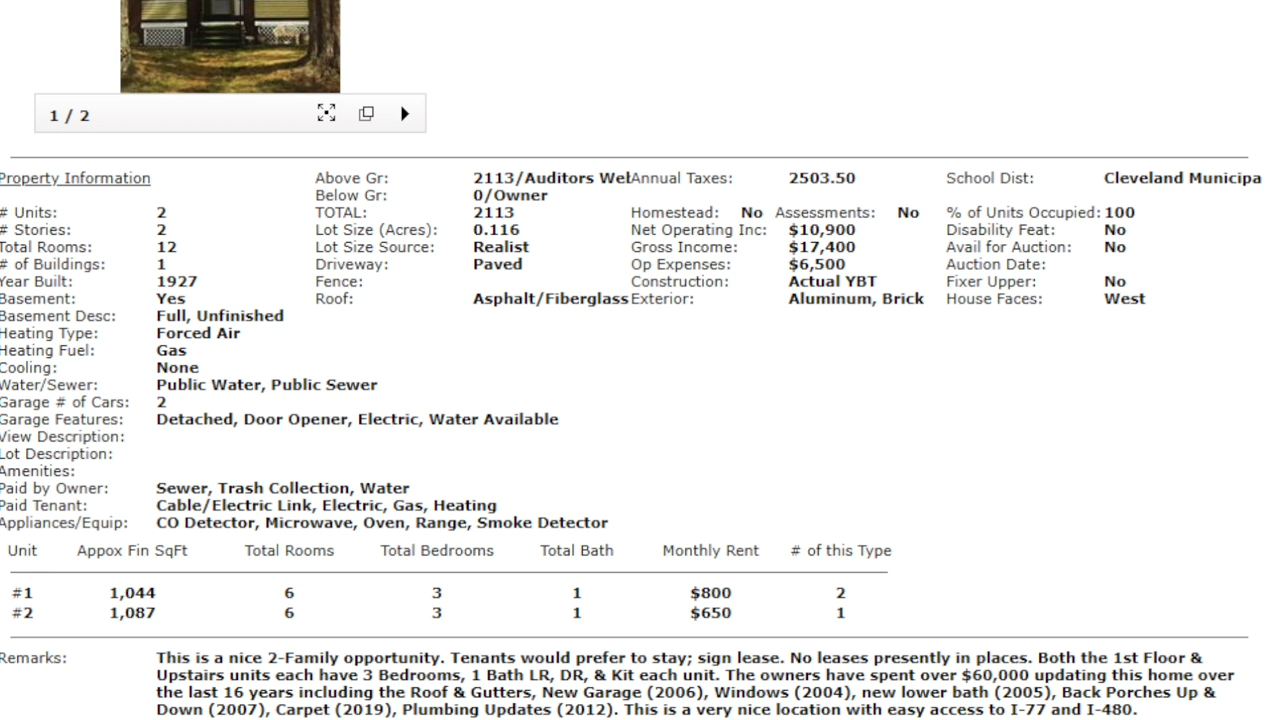 1 / 2
Property Information Above Gr: 2113/Auditors Wel Annual Taxes: 2503.50 School Dist: Cleveland Municipa
Below Gr: 0/Owner
# Units: 2 TOTAL: 2113 Homestead: No Assessments: No % of Units Occupied: 100
# Stories: 2 Lot Size (Acres): 0.116 Net Operating Inc: $10,900 Disability Feat: No
Total Rooms: 12 Lot Size Source: Realist Gross Income: $17,400 Avail for Auction: No
# of Buildings: 1 Driveway: Paved Op Expenses: $6,500 Auction Date:
Year Built: 1927 Fence: Construction: Actual YBT Fixer Upper: No
Basement: Yes Roof: Asphalt/Fiberglass Exterior: Aluminum, Brick House Faces: West
Basement Desc: Full, Unfinished
Heating Type: Forced Air
Heating Fuel: Gas
Cooling: None
Water/Sewer: Public Water, Public Sewer
Garage # of Cars: 2
Garage Features: Detached, Door Opener, Electric, Water Available
View Description:
Lot Description:
Amenities:
Paid by Owner: Sewer, Trash Collection, Water
Paid Tenant: Cable/Electric Link, Electric, Gas, Heating
Appliances/Equip: CO Detector, Microwave, Oven, Range, Smoke Detector
Unit Appox Fin SqFt Total Rooms Total Bedrooms Total Bath Monthly Rent # of this Type
#1 1,044 6 3 1 $800 2
#2 1,087 6 3 1 $650 1
Remarks: This is a nice 2-Family opportunity. Tenants would prefer to stay; sign lease. No leases presently in places. Both the 1st Floor &
Upstairs units each have 3 Bedrooms, 1 Bath LR, DR, & Kit each unit. The owners have spent over $60,000 updating this home over
the last 16 years including the Roof & Gutters, New Garage (2006), Windows (2004), new lower bath (2005), Back Porches Up &
Down (2007), Carpet (2019), Plumbing Updates (2012). This is a very nice location with easy access to I-77 and I-480.